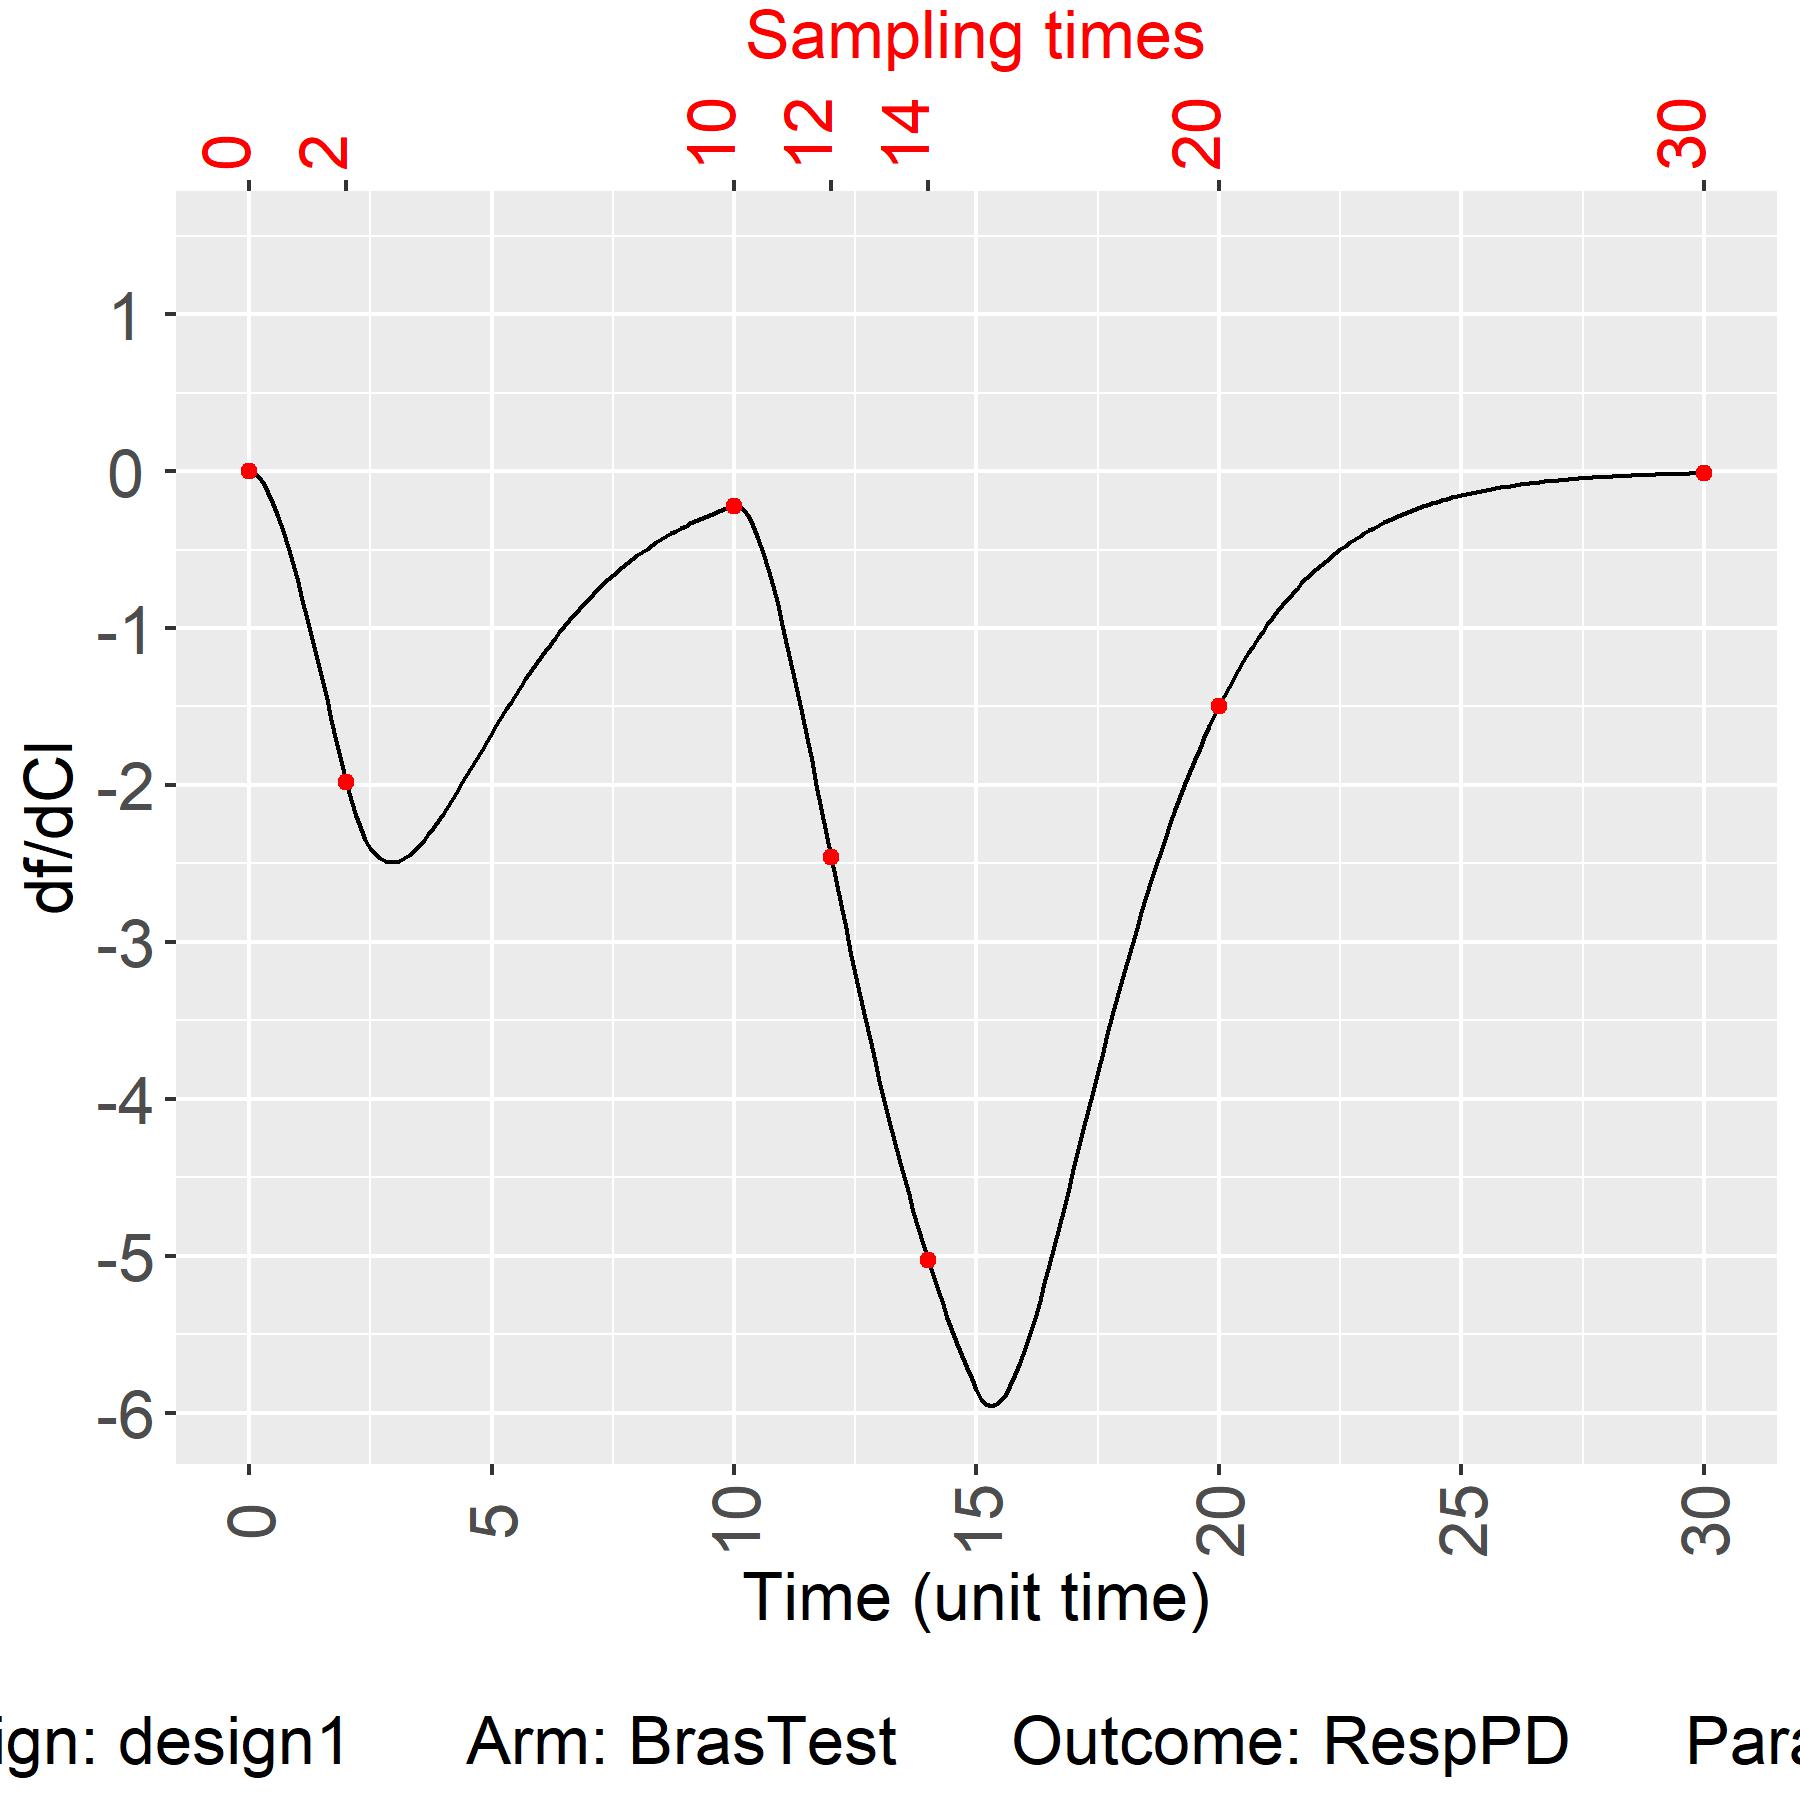 Sampling times
0 2 10 12 14 20 30
1
0
-1
-2
-3
-4
-5
-6
df/dCl
0 5 10 15 20 25 30
Time (unit time)
ign: design1 Arm: BrasTest Outcome: RespPD Para